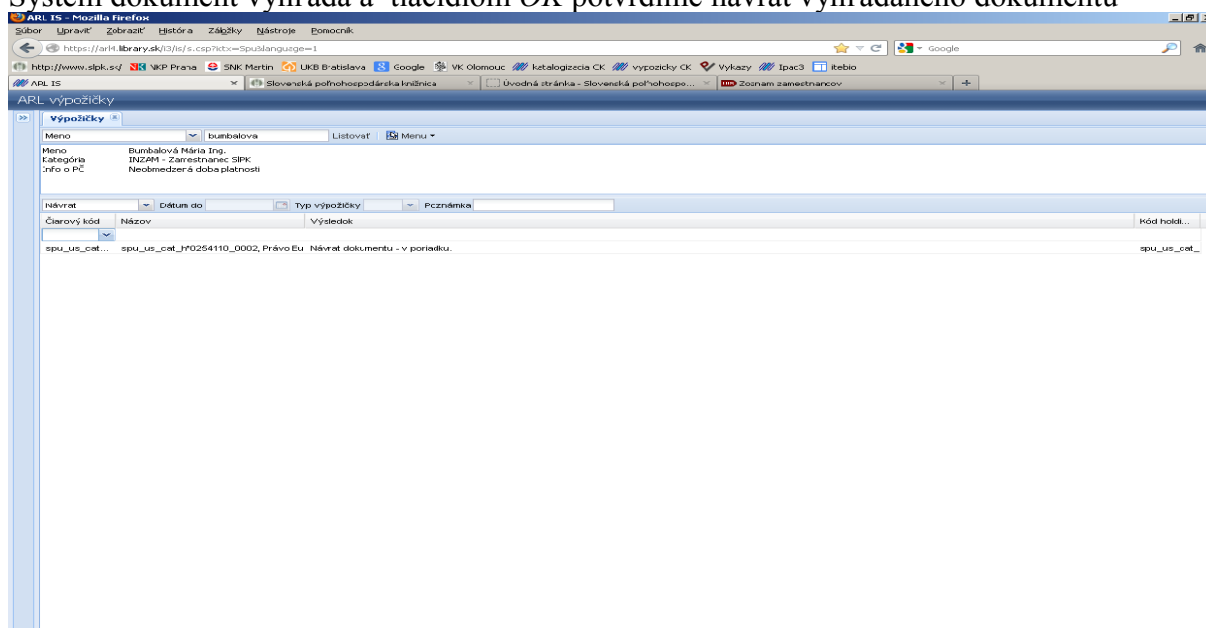 Systém dokument vyhľadá a tlačidlom OK potvrdíme návrat vyhľadaného dokumentu
ARL IS - Mozilla Firefox
Súbor Upraviť Zobraziť História Záložky Nástroje Pomocník
https://arl4.library.sk/i3/is/s.csp?ictx=Spu&language=1 Google
http://www.slpk.sk/ NKP Praha SNK Martin UKB Bratislava Google VK Olomouc katalogizacia CK vypozicky CK Vykazy Ipac3 itebio
ARL IS Slovenská poľnohospodárska knižnica Úvodná stránka - Slovenská poľnohospo... Zoznam zamestnancov
ARL výpožičky
Výpožičky
Meno bumbalova Listovať Menu
Meno Bumbalová Mária Ing.
Kategória INZAM - Zamestnanec SlPK
Info o PČ Neobmedzená doba platnosti
Návrat Dátum do Typ výpožičky Poznámka
Čiarový kód Názov Výsledok Kód holdi...
spu_us_cat... spu_us_cat_h*0254110_0002, Právo Eu Návrat dokumentu - v poriadku. spu_us_cat_